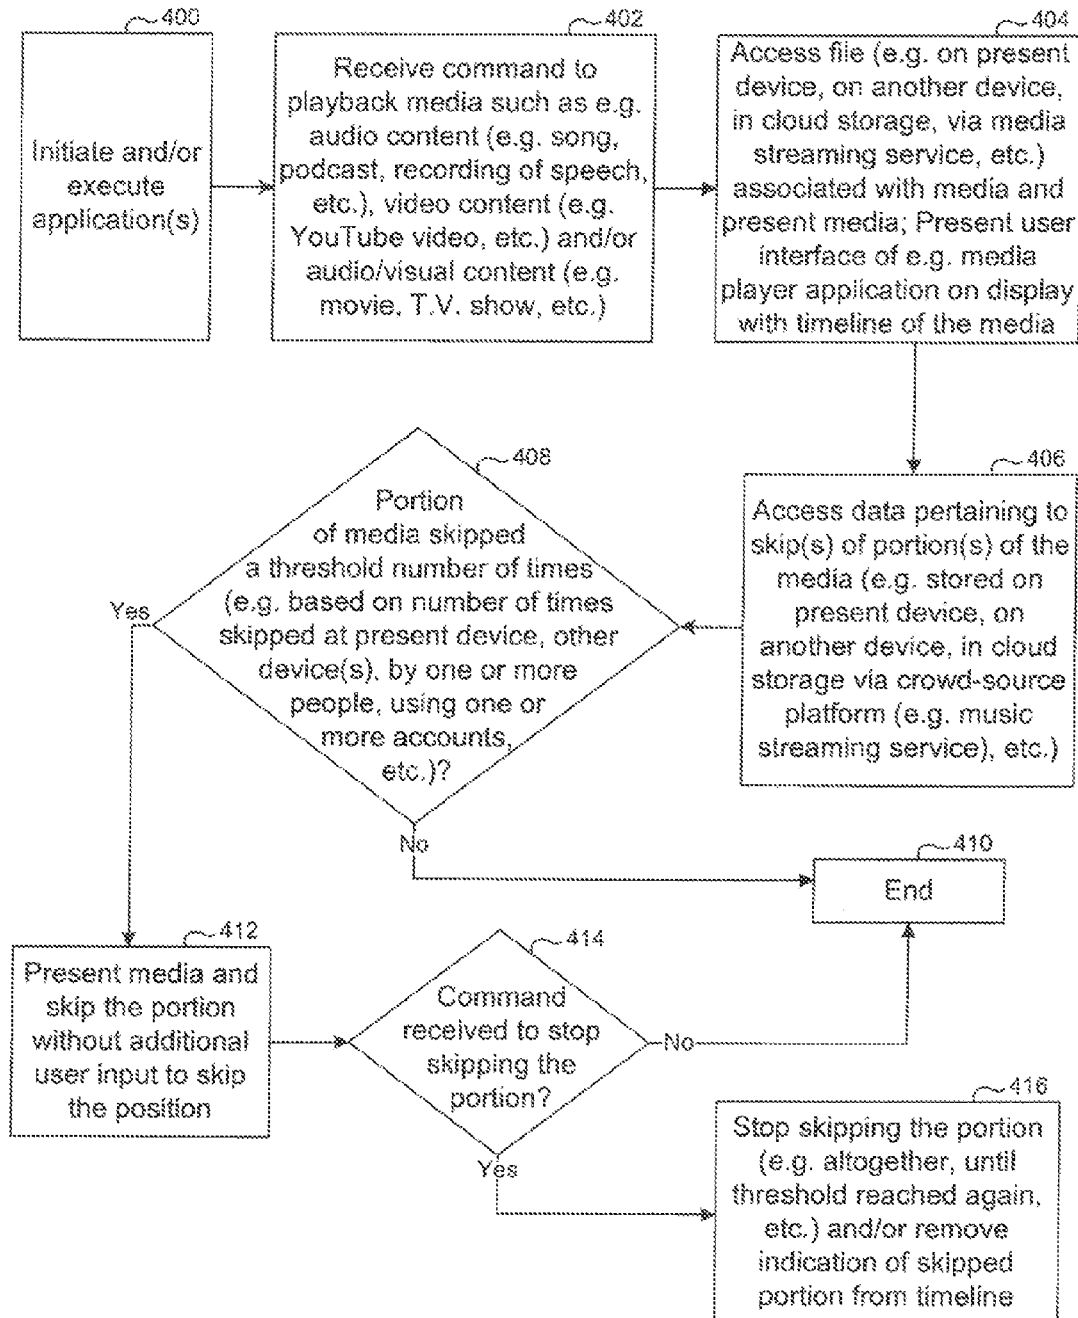 400
Initiate and/or
execute
application(s)
402
Receive command to
playback media such as e.g.
audio content (e.g. song,
podcast, recording of speech,
etc.), video content (e.g.
YouTube video, etc.) and/or
audio/visual content (e.g.
movie, T.V. show, etc.)
404
Access file (e.g. on present
device, on another device,
in cloud storage, via media
streaming service, etc.)
associated with media and
present media; Present user
interface of e.g. media
player application on display
with timeline of the media
406
Access data pertaining to
skip(s) of portion(s) of the
media (e.g. stored on
present device, on
another device, in cloud
storage via crowd-source
platform (e.g. music
streaming service), etc.)
408
Portion
of media skipped
a threshold number of times
(e.g. based on number of times
skipped at present device, other
device(s), by one or more
people, using one or
more accounts,
etc.)?
Yes
No
410
End
412
Present media and
skip the portion
without additional
user input to skip
the position
414
Command
received to stop
skipping the
portion?
No
Yes
416
Stop skipping the portion
(e.g. altogether, until
threshold reached again,
etc.) and/or remove
indication of skipped
portion from timeline